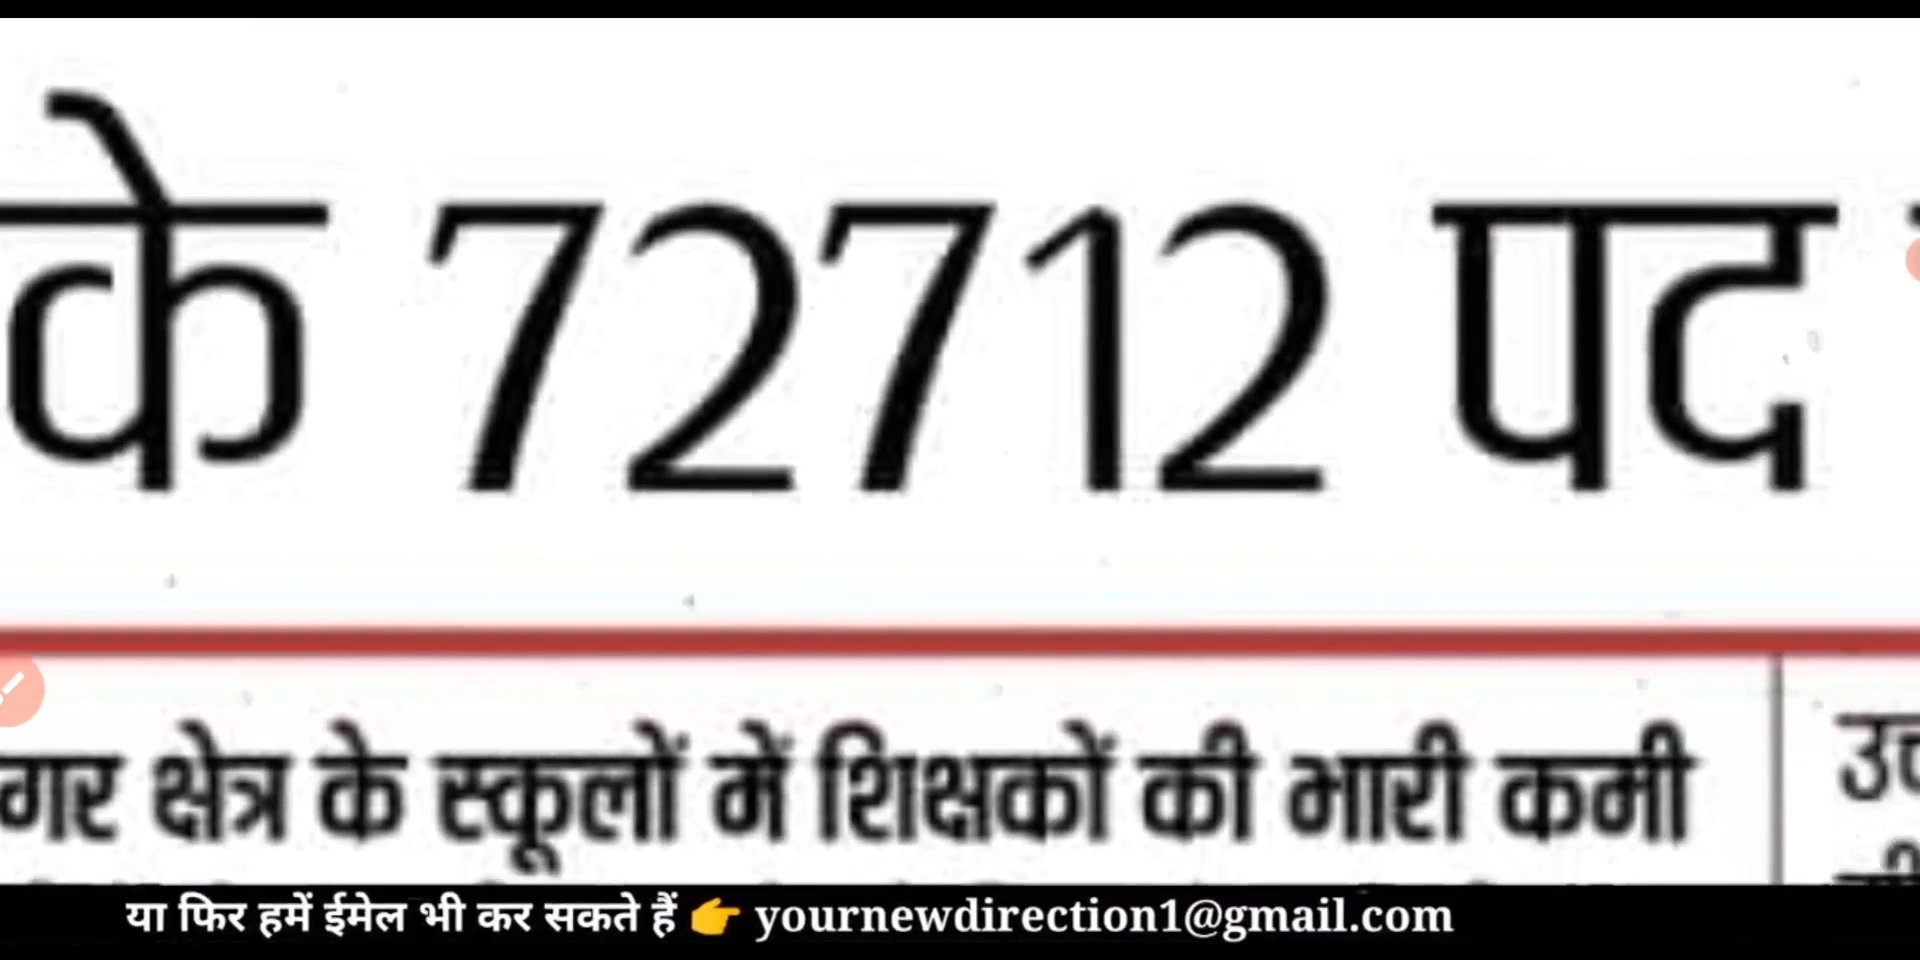 के 72712 पद
गर क्षेत्र के स्कूलों में शिक्षकों की भारी कमी
या फिर हमें ईमेल भी कर सकते हैं 👉 yournewdirection1@gmail.com